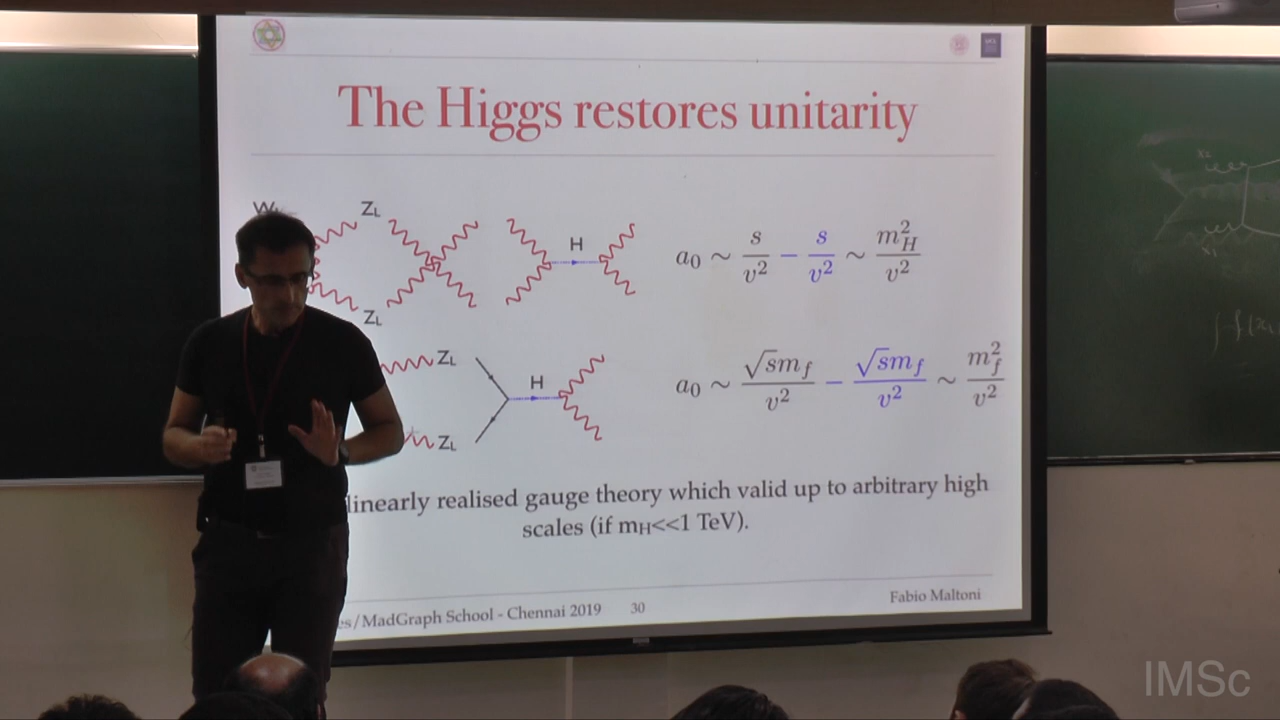 The Higgs restores unitarity
Z_L
H
a_0 ~ s/v^2 − s/v^2 ~ m_H^2/v^2
Z_L
Z_L
H
a_0 ~ √s m_f/v^2 − √s m_f/v^2 ~ m_f^2/v^2
Z_L
linearly realised gauge theory which valid up to arbitrary high
scales (if m_H<<1 TeV).
/MadGraph School - Chennai 2019 30 Fabio Maltoni
IMSc